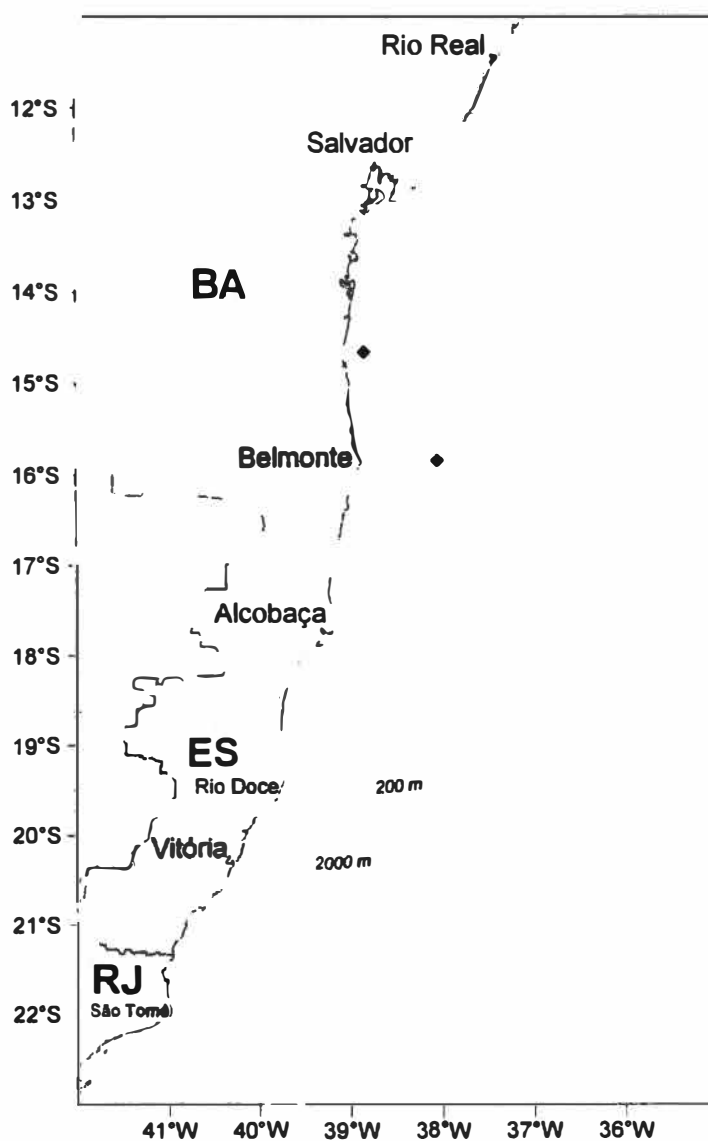 Rio Real
12°S
Salvador
13°S
BA
14°S
15°S
Belmonte
16°S
17°S
Alcobaça
18°S
ES
19°S
Rio Doce
200 m
20°S
Vitória
2000 m
21°S
RJ
São Tomé
22°S
41°W 40°W 39°W 38°W 37°W 36°W